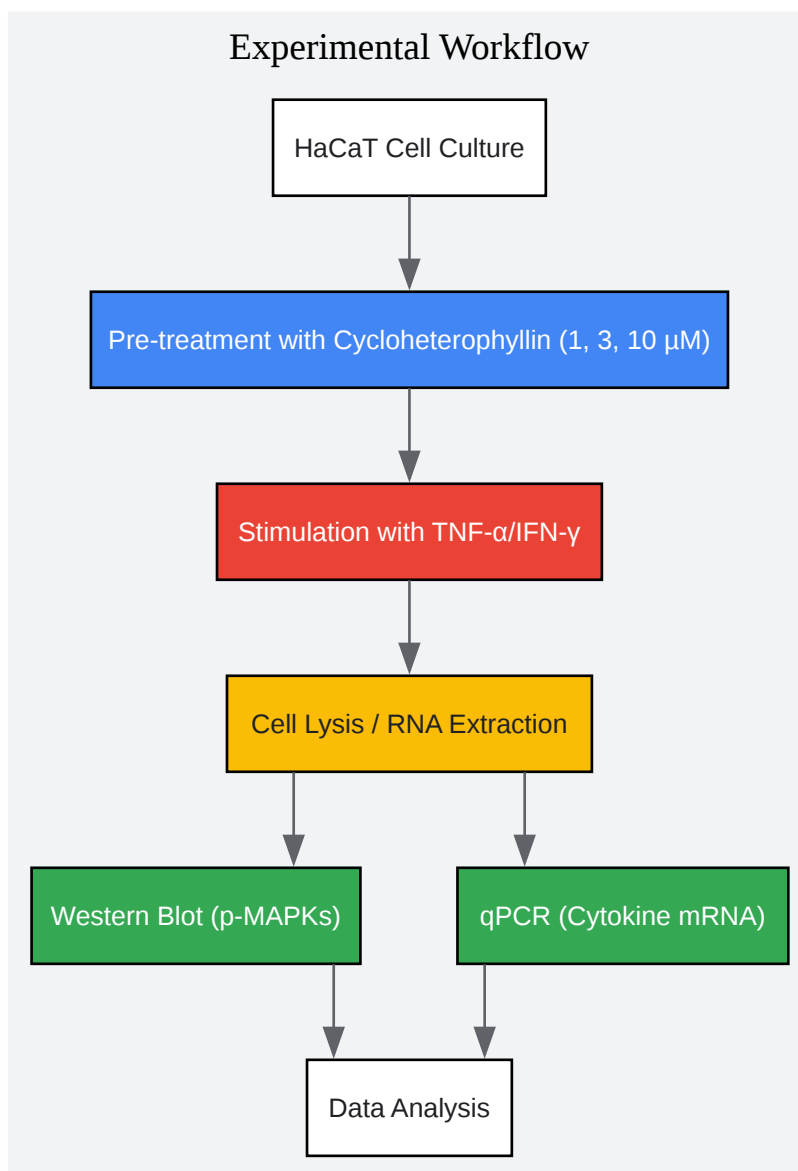 Experimental Workflow
HaCaT Cell Culture
Pre-treatment with Cycloheterophyllin (1, 3, 10 µM)
Stimulation with TNF-α/IFN-γ
Cell Lysis / RNA Extraction
Western Blot (p-MAPKs)
qPCR (Cytokine mRNA)
Data Analysis